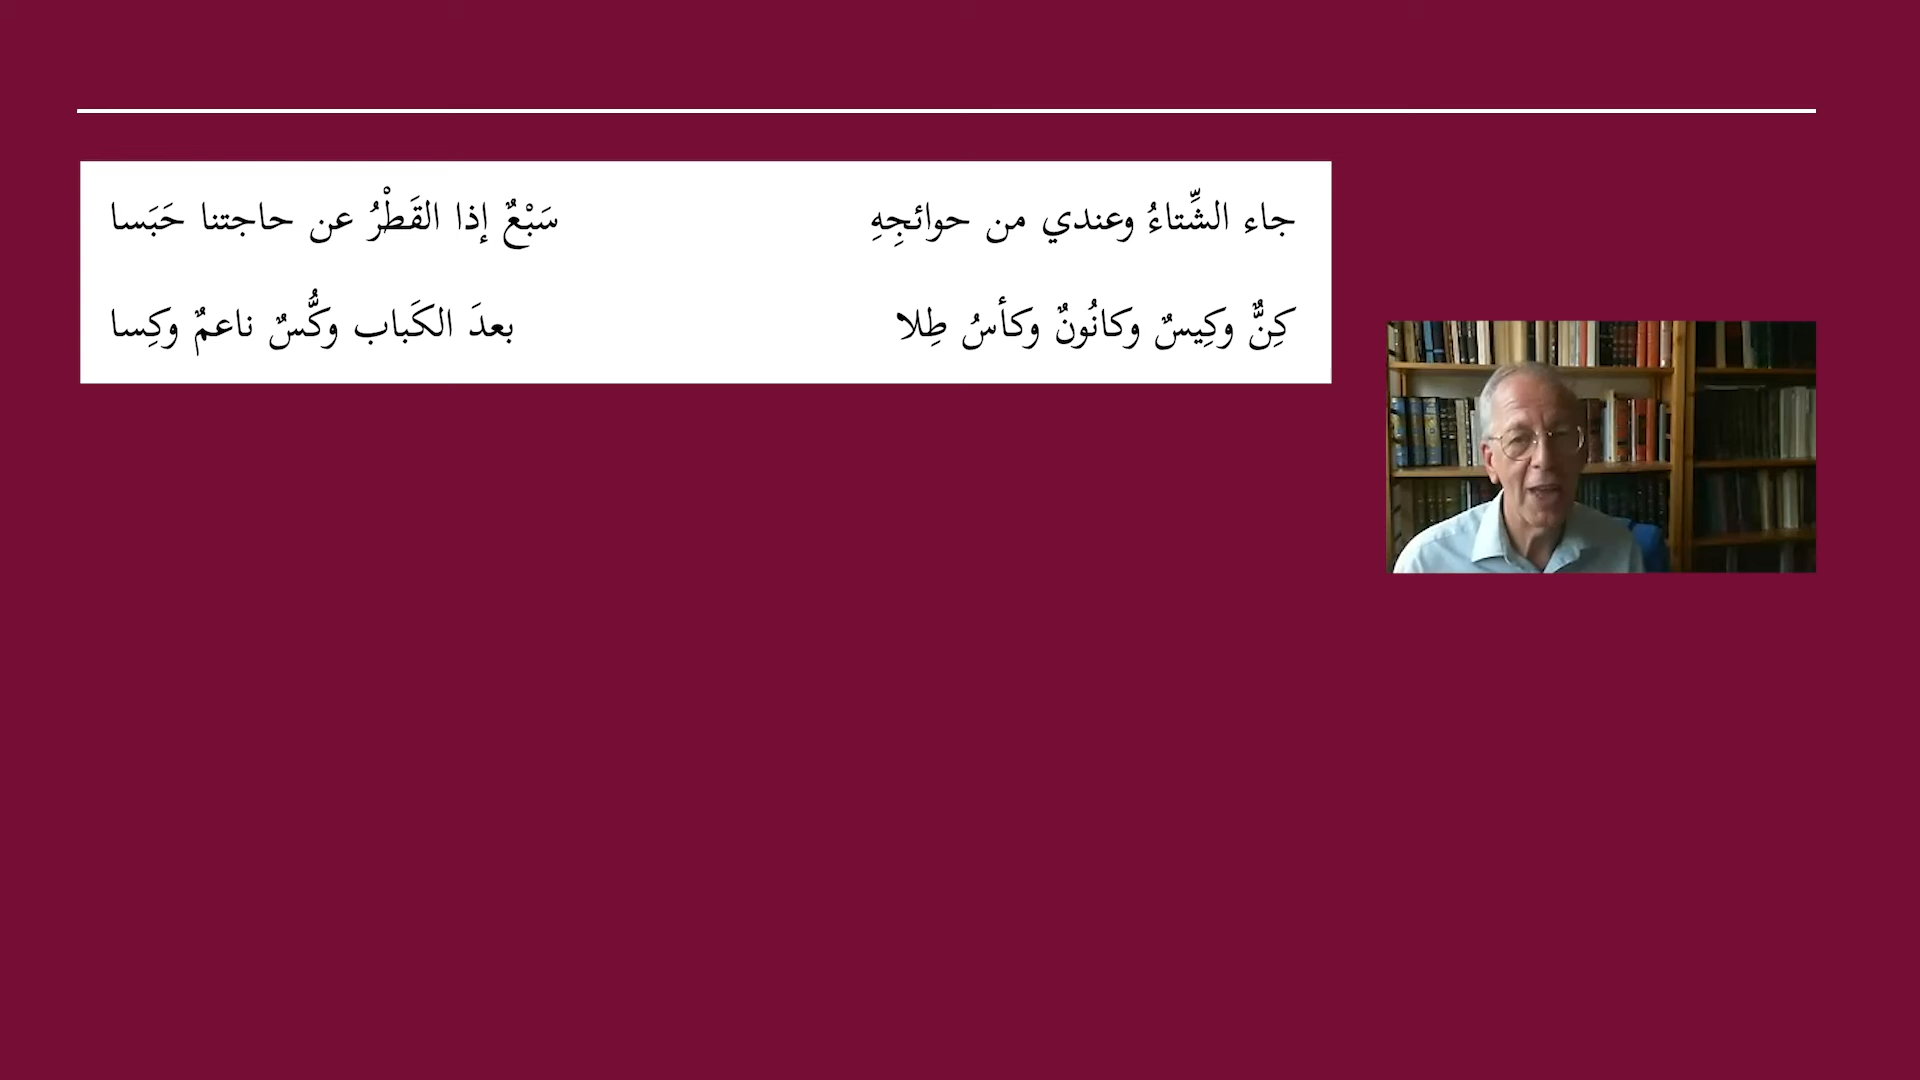 جاء الشِّتاءُ وعندي من حوائجِهِ سَبْعٌ إذا القَطْرُ عن حاجتنا حَبَسا
كِنٌّ وكِيسٌ وكانُونٌ وكأسُ طِلا بعدَ الكَباب وكُّسٌ ناعمٌ وكِسا